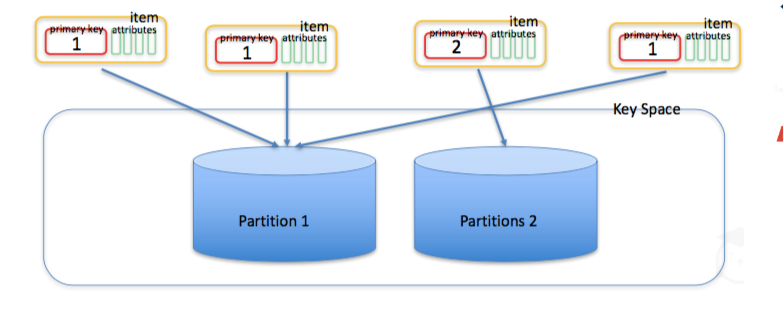 item
primary key attributes
1
item
primary key attributes
1
item
primary key attributes
2
item
primary key attributes
1
Key Space
Partition 1
Partitions 2